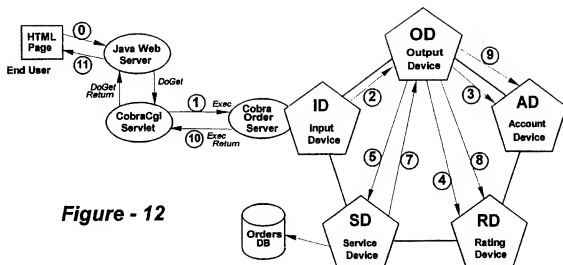 HTML
Page
End User
0
11
Java Web
Server
DoGet
Return
DoGet
CobraCgI
Servlet
1
Exec
10
Exec
Return
Cobra
Order
Server
ID
Input
Device
2
OD
Output
Device
9
3
AD
Account
Device
5
7
8
4
SD
Service
Device
RD
Rating
Device
Orders
DB
Figure - 12